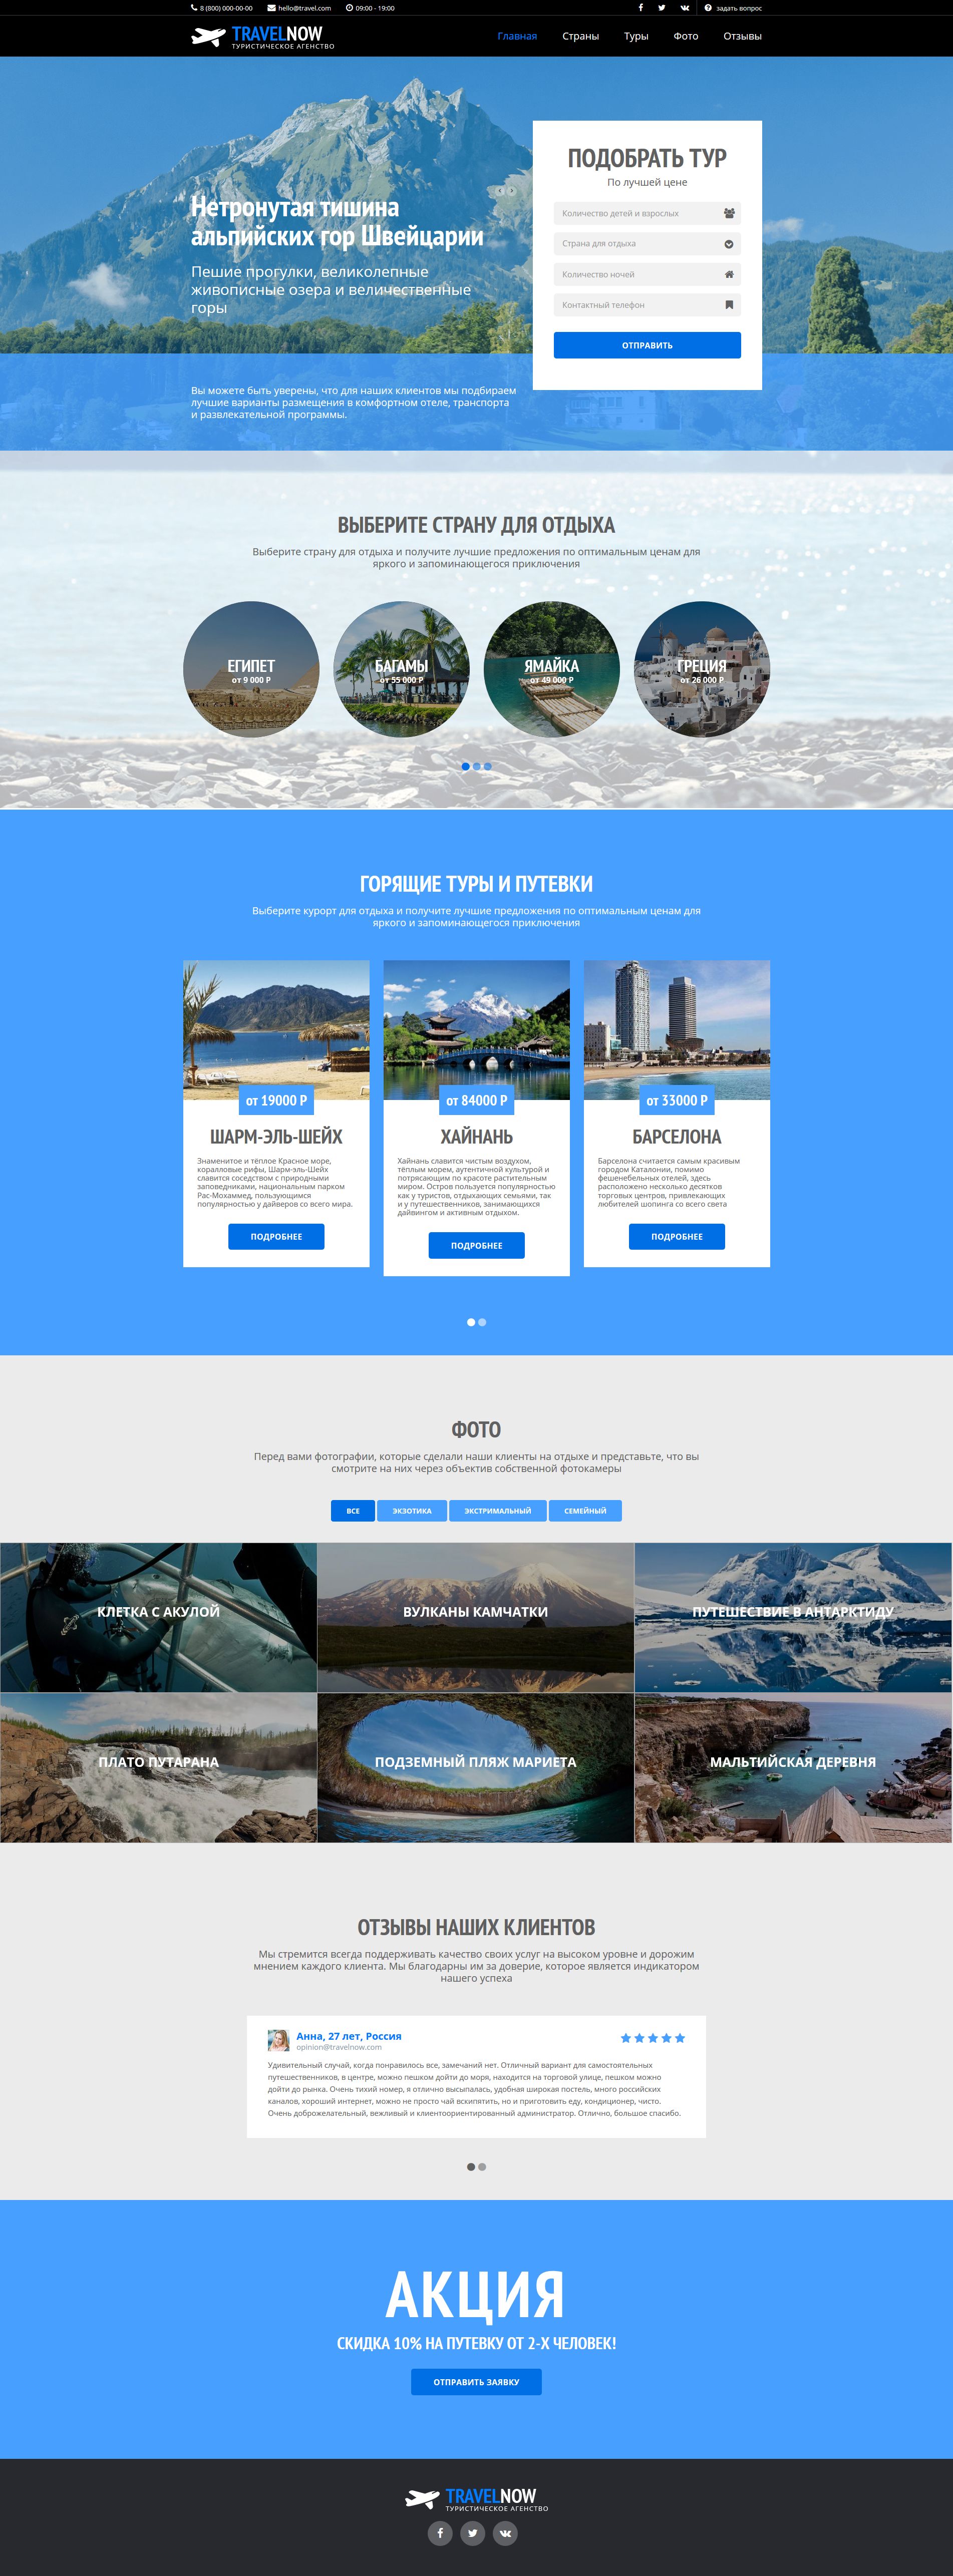 8 (800) 000-00-00 hello@travel.com 09:00 - 19:00 задать вопрос
TRAVELNOW
ТУРИСТИЧЕСКОЕ АГЕНСТВО
Главная Страны Туры Фото Отзывы
Нетронутая тишина
альпийских гор Швейцарии
Пешие прогулки, великолепные
живописные озера и величественные
горы
ПОДОБРАТЬ ТУР
По лучшей цене
Количество детей и взрослых
Страна для отдыха
Количество ночей
Контактный телефон
ОТПРАВИТЬ
Вы можете быть уверены, что для наших клиентов мы подбираем
лучшие варианты размещения в комфортном отеле, транспорта
и развлекательной программы.
ВЫБЕРИТЕ СТРАНУ ДЛЯ ОТДЫХА
Выберите страну для отдыха и получите лучшие предложения по оптимальным ценам для
яркого и запоминающегося приключения
ЕГИПЕТ
от 9 000 Р
БАГАМЫ
от 55 000 Р
ЯМАЙКА
от 49 000 Р
ГРЕЦИЯ
от 26 000 Р
ГОРЯЩИЕ ТУРЫ И ПУТЕВКИ
Выберите курорт для отдыха и получите лучшие предложения по оптимальным ценам для
яркого и запоминающегося приключения
от 19000 Р
ШАРМ-ЭЛЬ-ШЕЙХ
Знаменитое и тёплое Красное море,
коралловые рифы, Шарм-эль-Шейх
славится соседством с природными
заповедниками, национальным парком
Рас-Мохаммед, пользующимся
популярностью у дайверов со всего мира.
ПОДРОБНЕЕ
от 84000 Р
ХАЙНАНЬ
Хайнань славится чистым воздухом,
тёплым морем, аутентичной культурой и
потрясающим по красоте растительным
миром. Остров пользуется популярностью
как у туристов, отдыхающих семьями, так
и у путешественников, занимающихся
дайвингом и активным отдыхом.
ПОДРОБНЕЕ
от 33000 Р
БАРСЕЛОНА
Барселона считается самым красивым
городом Каталонии, помимо
фешенебельных отелей, здесь
расположено несколько десятков
торговых центров, привлекающих
любителей шопинга со всего света
ПОДРОБНЕЕ
ФОТО
Перед вами фотографии, которые сделали наши клиенты на отдыхе и представьте, что вы
смотрите на них через объектив собственной фотокамеры
ВСЕ ЭКЗОТИКА ЭКСТРИМАЛЬНЫЙ СЕМЕЙНЫЙ
КЛЕТКА С АКУЛОЙ
ВУЛКАНЫ КАМЧАТКИ
ПУТЕШЕСТВИЕ В АНТАРКТИДУ
ПЛАТО ПУТАРАНА
ПОДЗЕМНЫЙ ПЛЯЖ МАРИЕТА
МАЛЬТИЙСКАЯ ДЕРЕВНЯ
ОТЗЫВЫ НАШИХ КЛИЕНТОВ
Мы стремится всегда поддерживать качество своих услуг на высоком уровне и дорожим
мнением каждого клиента. Мы благодарны им за доверие, которое является индикатором
нашего успеха
Анна, 27 лет, Россия
opinion@travelnow.com
Удивительный случай, когда понравилось все, замечаний нет. Отличный вариант для самостоятельных
путешественников, в центре, можно пешком дойти до моря, находится на торговой улице, пешком можно
дойти до рынка. Очень тихий номер, я отлично высыпалась, удобная широкая постель, много российских
каналов, хороший интернет, можно не просто чай вскипятить, но и приготовить еду, кондиционер, чисто.
Очень доброжелательный, вежливый и клиентоориентированный администратор. Отлично, большое спасибо.
АКЦИЯ
СКИДКА 10% НА ПУТЕВКУ ОТ 2-Х ЧЕЛОВЕК!
ОТПРАВИТЬ ЗАЯВКУ
TRAVELNOW
ТУРИСТИЧЕСКОЕ АГЕНСТВО